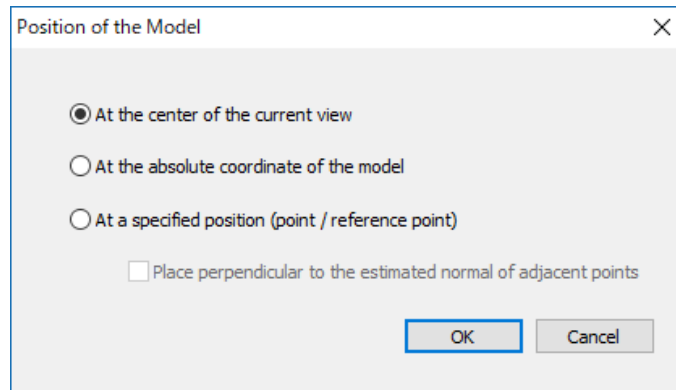 Position of the Model
At the center of the current view
At the absolute coordinate of the model
At a specified position (point / reference point)
Place perpendicular to the estimated normal of adjacent points
OK
Cancel